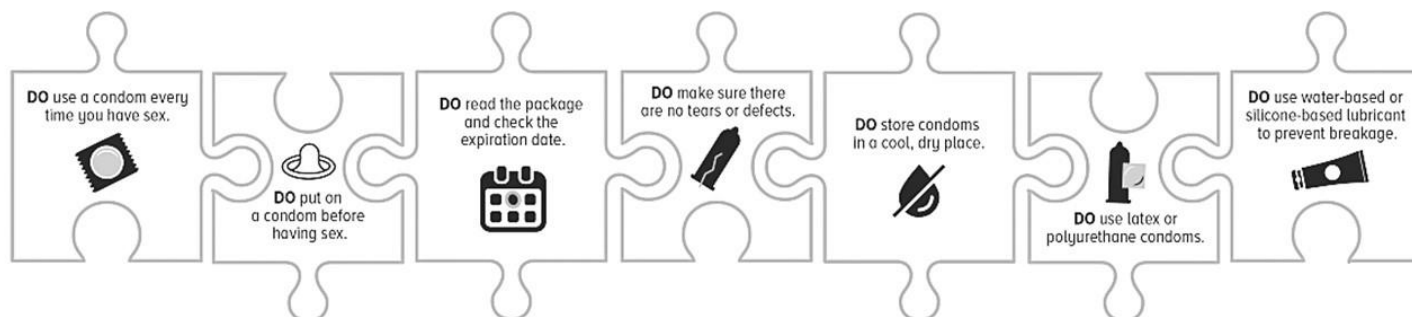 DO use a condom every
time you have sex.
DO put on
a condom before
having sex.
DO read the package
and check the
expiration date.
DO make sure there
are no tears or defects.
DO store condoms
in a cool, dry place.
DO use latex or
polyurethane condoms.
DO use water-based or
silicone-based lubricant
to prevent breakage.